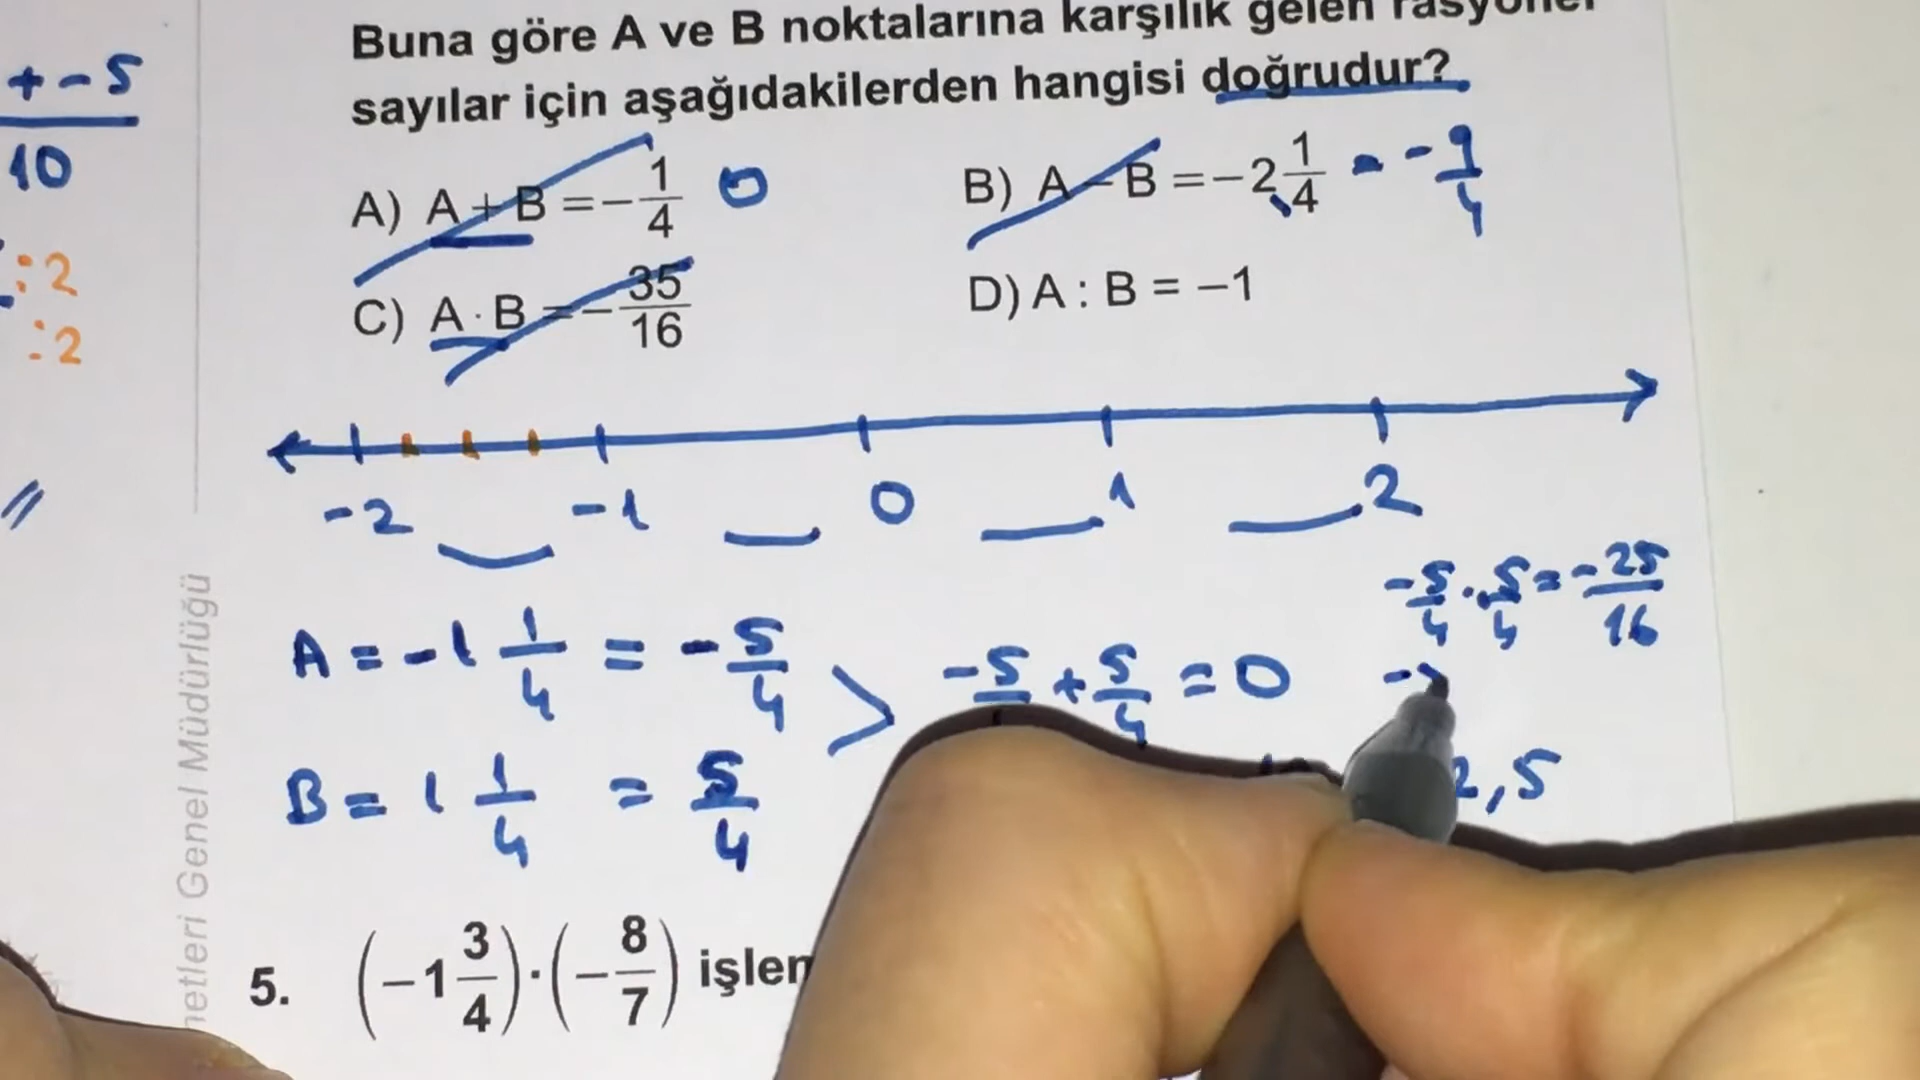 Buna göre A ve B noktalarına karşılık gelen rasyonel
sayılar için aşağıdakilerden hangisi doğrudur?
+ - 5
10
A) A + B = - 1/4 0
B) A - B = -2 1/4 = - 9/4
: 2
: 2
C) A · B = - 35/16
D) A : B = -1
-2 -1 0 1 2
- 5/4 · 5/4 = - 25/16
A = -1 1/4 = - 5/4
-5 + 5/4 = 0
B = 1 1/4 = 5/4
2,5
5. (-1 3/4) · (- 8/7)
Genel Müdürlüğü